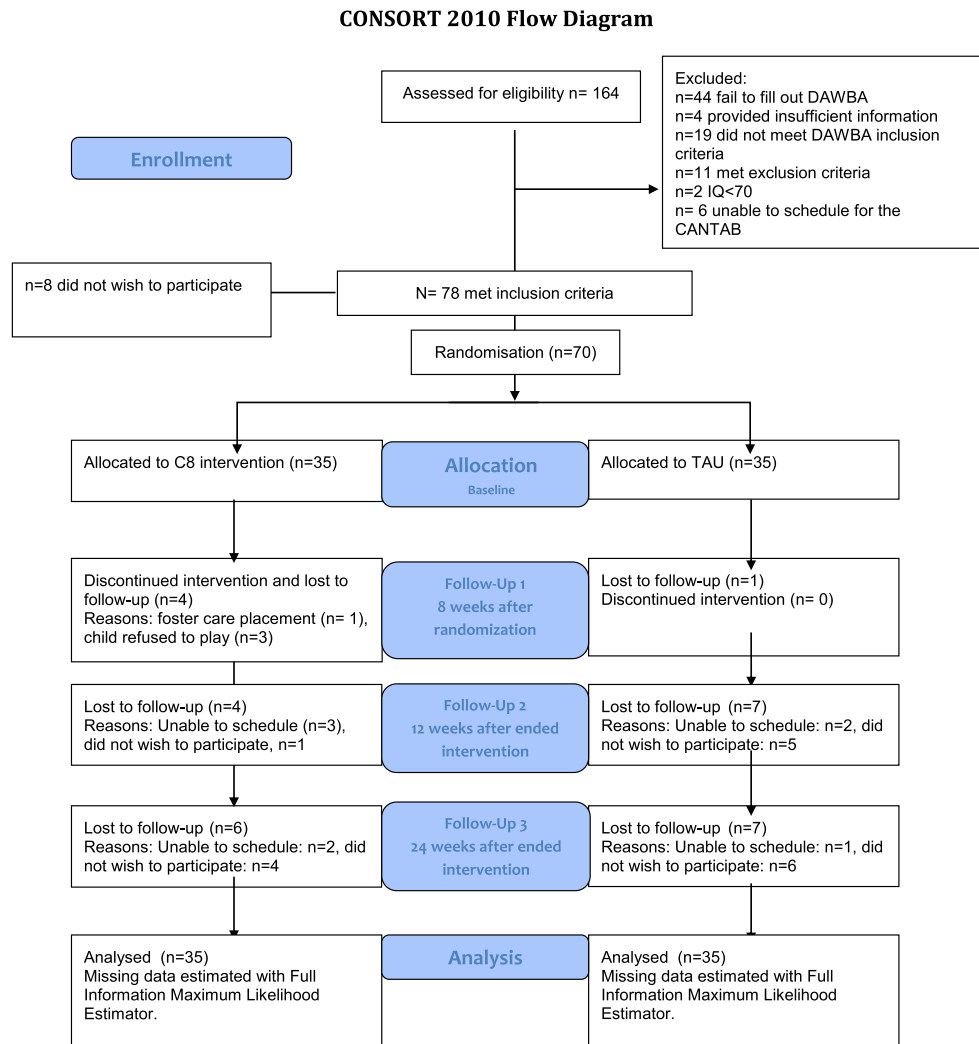 CONSORT 2010 Flow Diagram
Assessed for eligibility n= 164
Excluded:
n=44 fail to fill out DAWBA
n=4 provided insufficient information
n=19 did not meet DAWBA inclusion
criteria
n=11 met exclusion criteria
n=2 IQ<70
n= 6 unable to schedule for the
CANTAB
Enrollment
n=8 did not wish to participate
N= 78 met inclusion criteria
Randomisation (n=70)
Allocated to C8 intervention (n=35)
Allocation
Baseline
Allocated to TAU (n=35)
Discontinued intervention and lost to
follow-up (n=4)
Reasons: foster care placement (n= 1),
child refused to play (n=3)
Follow-Up 1
8 weeks after
randomization
Lost to follow-up (n=1)
Discontinued intervention (n= 0)
Lost to follow-up (n=4)
Reasons: Unable to schedule (n=3),
did not wish to participate, n=1
Follow-Up 2
12 weeks after ended
intervention
Lost to follow-up (n=7)
Reasons: Unable to schedule: n=2, did
not wish to participate: n=5
Lost to follow-up (n=6)
Reasons: Unable to schedule: n=2, did
not wish to participate: n=4
Follow-Up 3
24 weeks after ended
intervention
Lost to follow-up (n=7)
Reasons: Unable to schedule: n=1, did
not wish to participate: n=6
Analysed (n=35)
Missing data estimated with Full
Information Maximum Likelihood
Estimator.
Analysis
Analysed (n=35)
Missing data estimated with Full
Information Maximum Likelihood
Estimator.